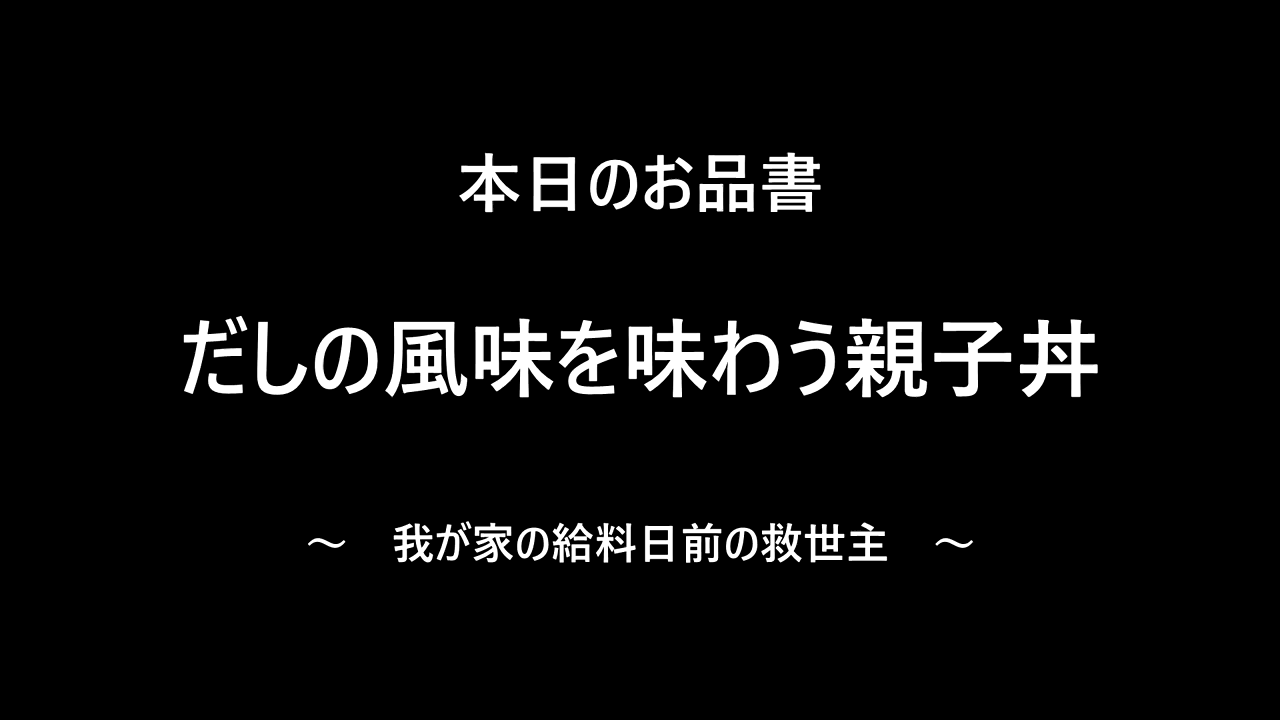 本日のお品書
だしの風味を味わう親子丼
～　我が家の給料日前の救世主　～